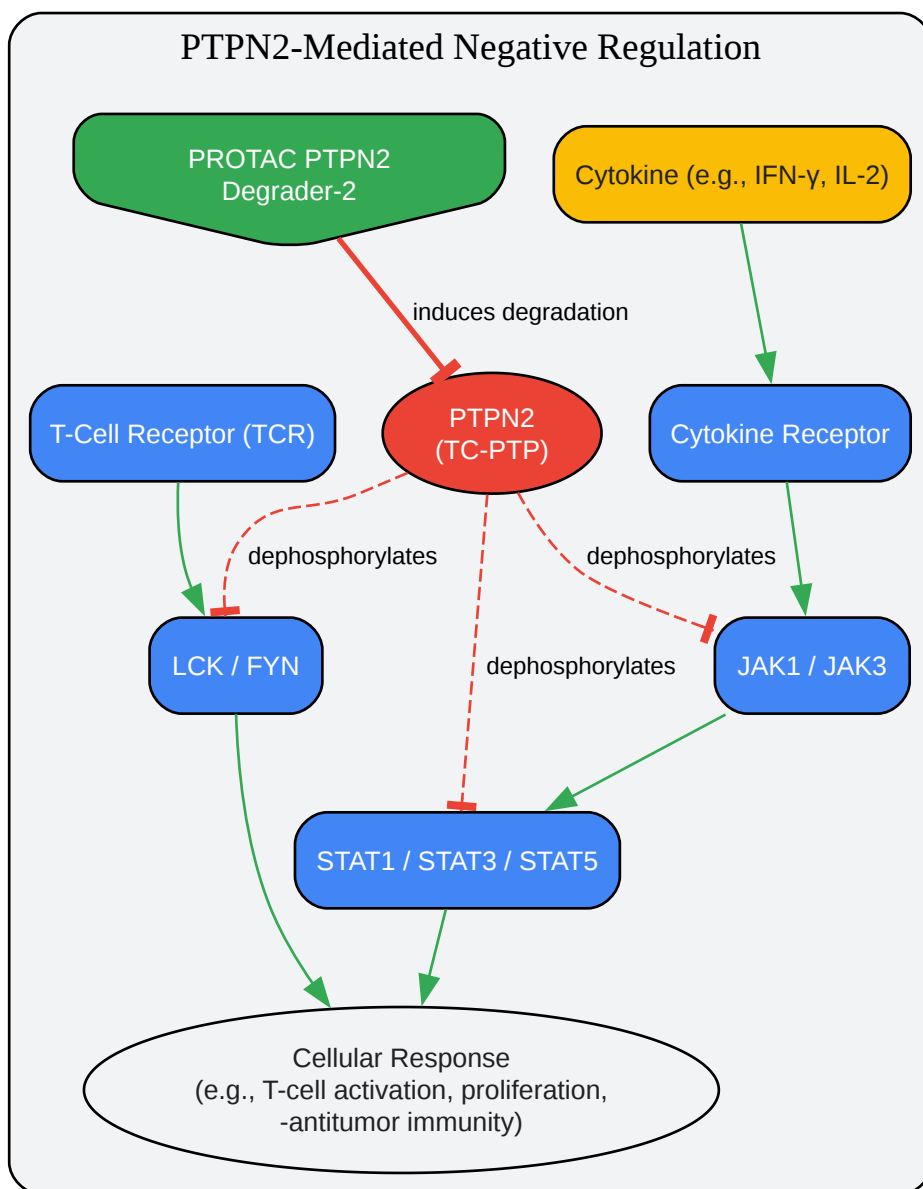 PTPN2-Mediated Negative Regulation
PROTAC PTPN2
Degrader-2
Cytokine (e.g., IFN-γ, IL-2)
induces degradation
T-Cell Receptor (TCR)
PTPN2
(TC-PTP)
Cytokine Receptor
dephosphorylates
dephosphorylates
LCK / FYN
dephosphorylates
JAK1 / JAK3
STAT1 / STAT3 / STAT5
Cellular Response
(e.g., T-cell activation, proliferation,
-antitumor immunity)